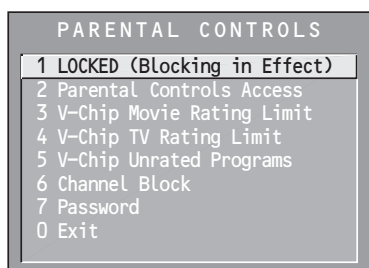 PARENTAL CONTROLS
1 LOCKED (Blocking in Effect)
2 Parental Controls Access
3 V-Chip Movie Rating Limit
4 V-Chip TV Rating Limit
5 V-Chip Unrated Programs
6 Channel Block
7 Password
0 Exit